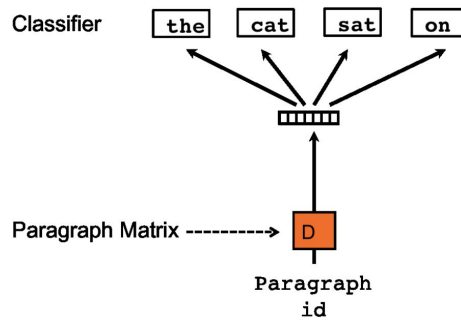 Classifier the cat sat on
Paragraph Matrix D
Paragraph
id